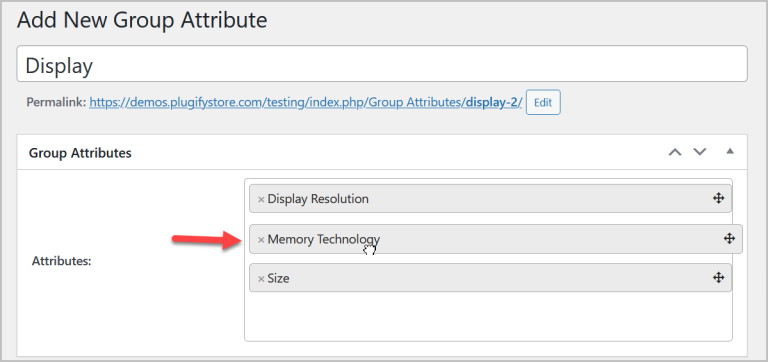 Add New Group Attribute
Display
Permalink: https://demos.plugifystore.com/testing/index.php/Group Attributes/display-2/ Edit
Group Attributes
× Display Resolution
× Memory Technology
Attributes:
× Size